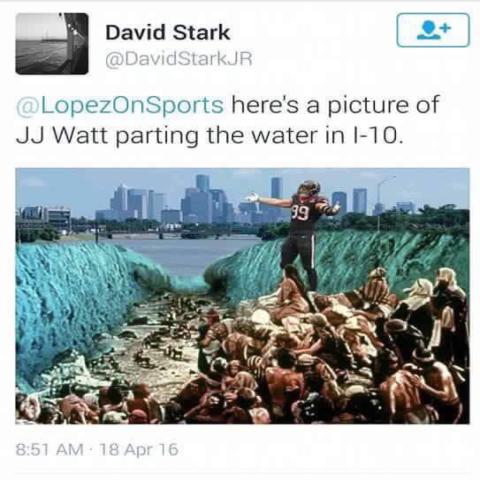 David Stark
@DavidStarkJR
@LopezOnSports here's a picture of
JJ Watt parting the water in I-10.
99
8:51 AM · 18 Apr 16